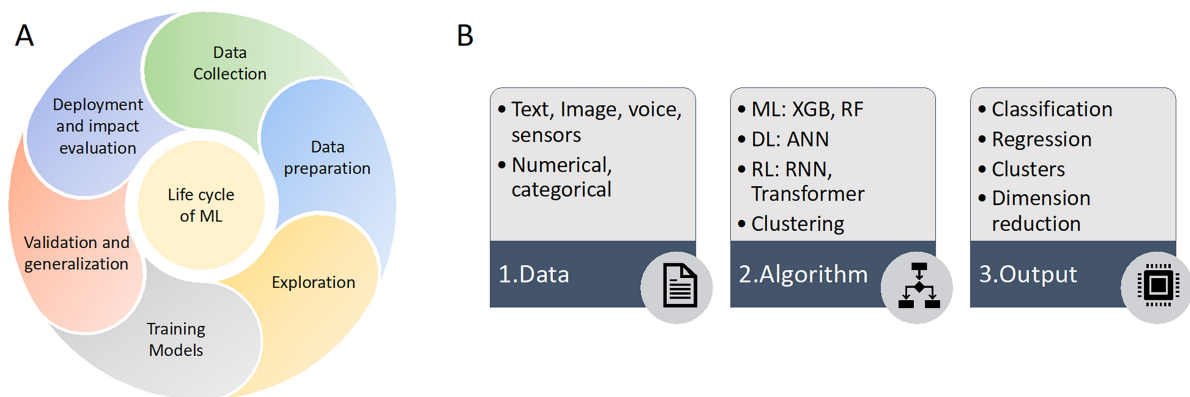 A
Data
Collection
Data
preparation
Exploration
Training
Models
Validation and
generalization
Deployment
and impact
evaluation
Life cycle
of ML
B
• Text, Image, voice,
sensors
• Numerical,
categorical
1.Data
• ML: XGB, RF
• DL: ANN
• RL: RNN,
Transformer
• Clustering
2.Algorithm
• Classification
• Regression
• Clusters
• Dimension
reduction
3.Output